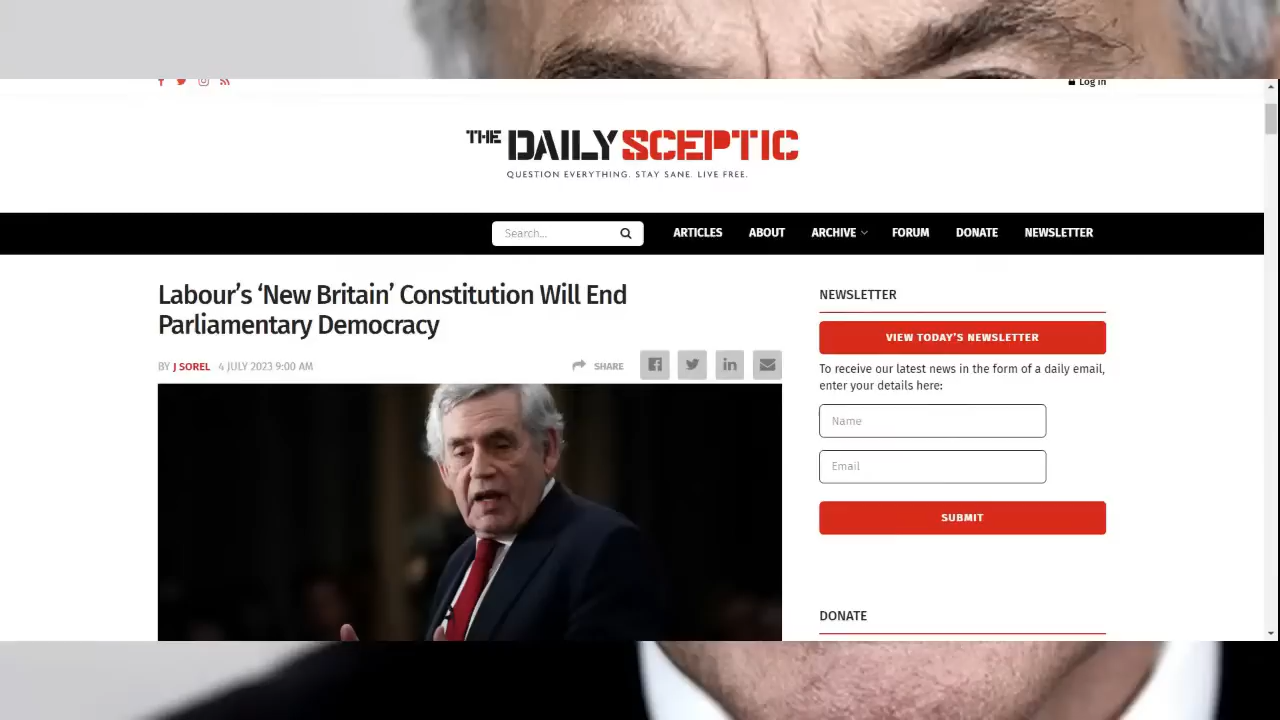 Log in
THE DAILY SCEPTIC
QUESTION EVERYTHING. STAY SANE. LIVE FREE.
Search...
ARTICLES
ABOUT
ARCHIVE
FORUM
DONATE
NEWSLETTER
Labour's 'New Britain' Constitution Will End
Parliamentary Democracy
BY J SOREL 4 JULY 2023 9:00 AM
SHARE
NEWSLETTER
VIEW TODAY'S NEWSLETTER
To receive our latest news in the form of a daily email,
enter your details here:
Name
Email
SUBMIT
DONATE